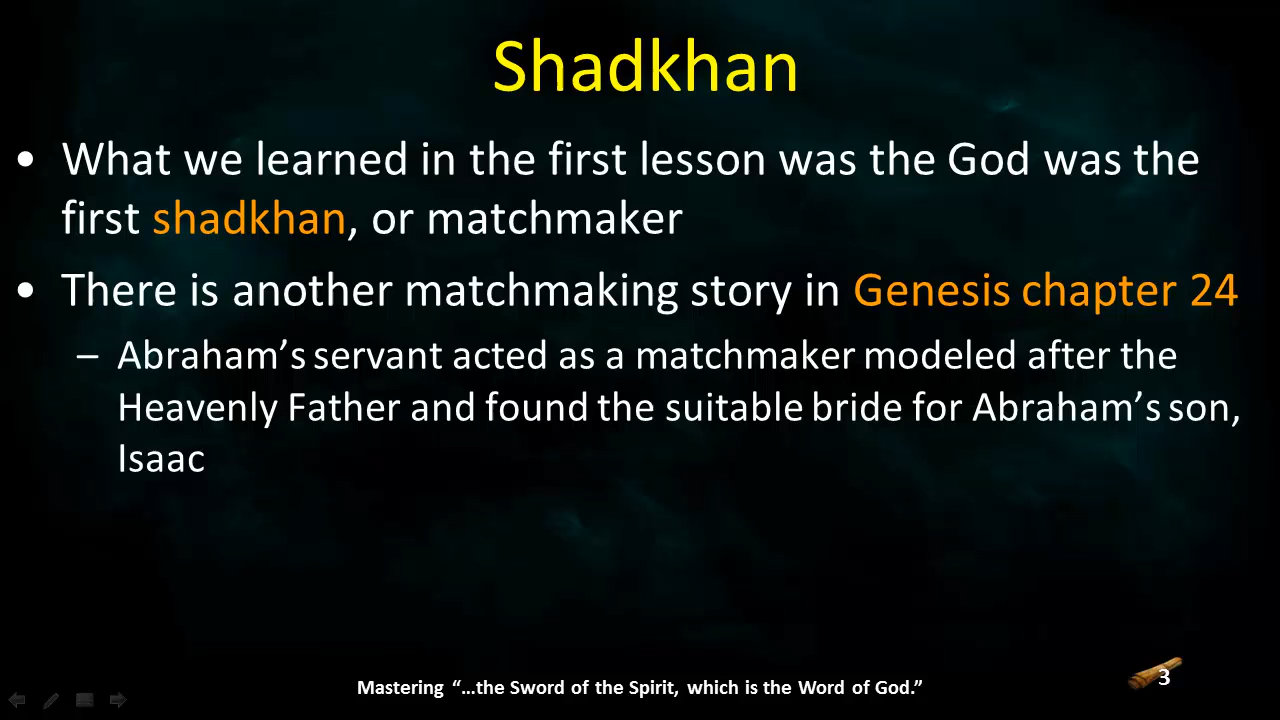 Shadkhan
• What we learned in the first lesson was the God was the
first shadkhan, or matchmaker
• There is another matchmaking story in Genesis chapter 24
– Abraham’s servant acted as a matchmaker modeled after the
Heavenly Father and found the suitable bride for Abraham’s son,
Isaac
Mastering “…the Sword of the Spirit, which is the Word of God.”
3